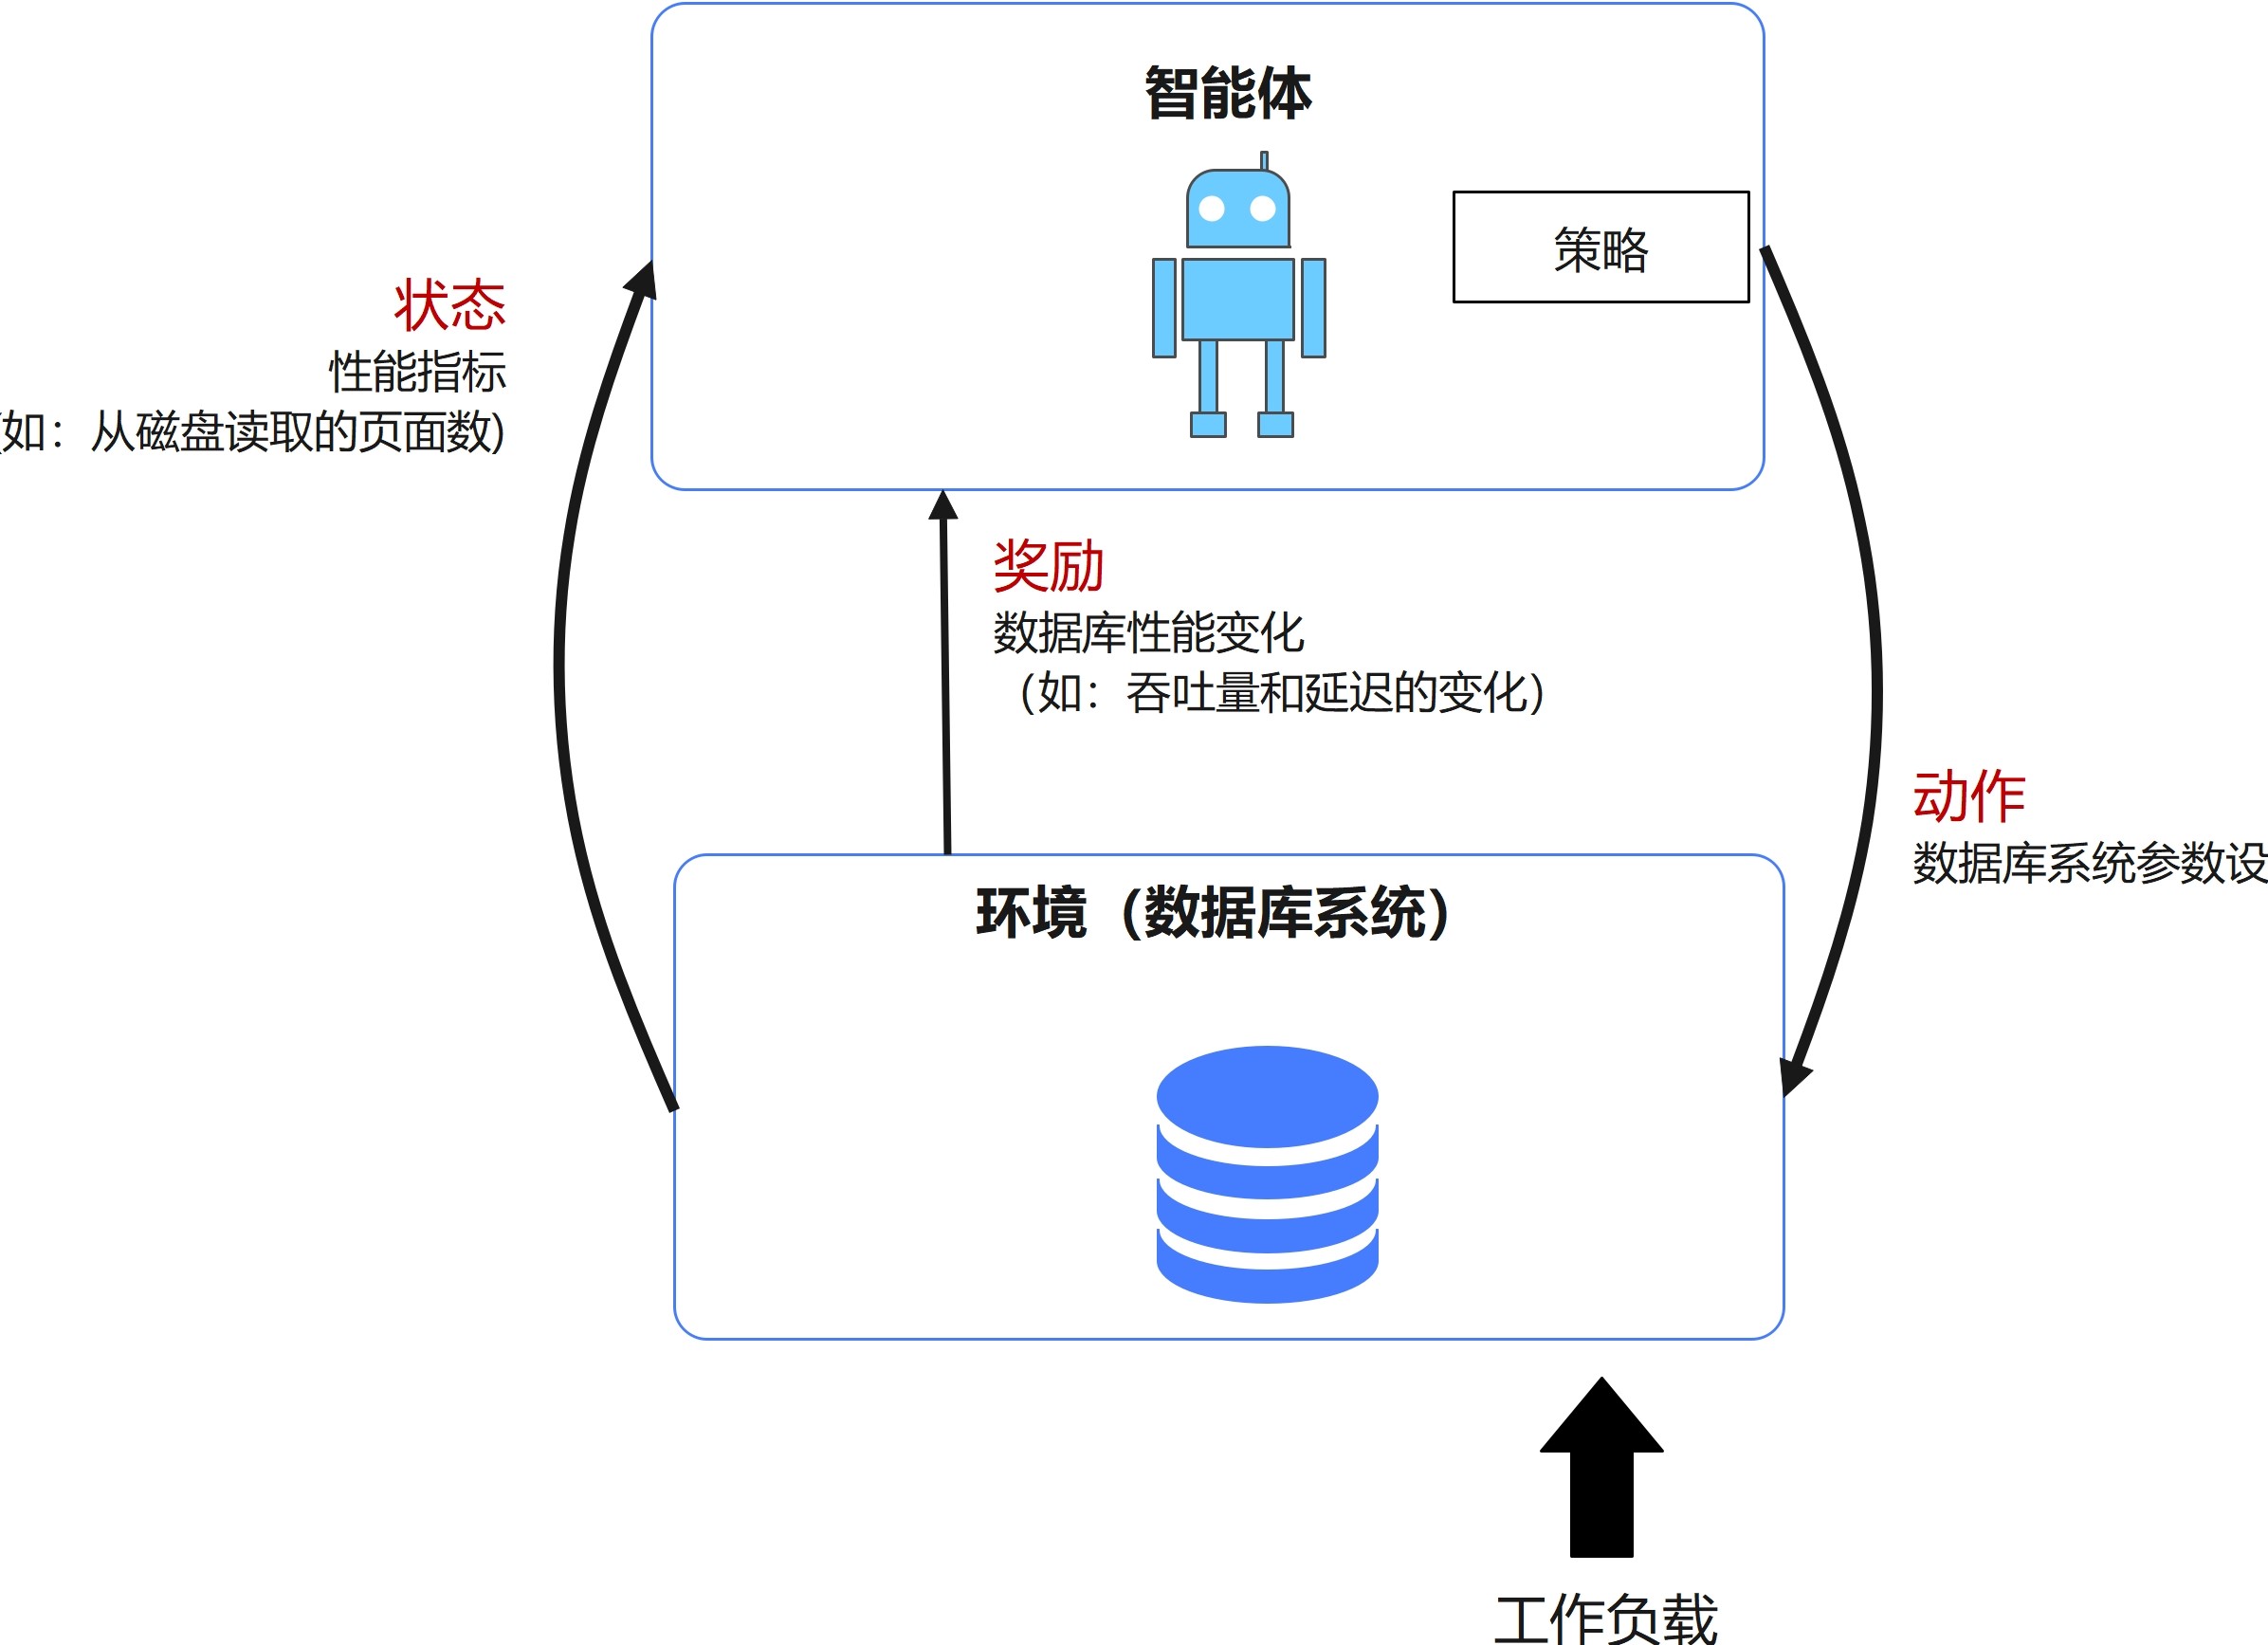 智能体
策略
状态
性能指标
(如：从磁盘读取的页面数)
奖励
数据库性能变化
（如：吞吐量和延迟的变化）
动作
数据库系统参数设
环境（数据库系统）
工作负载